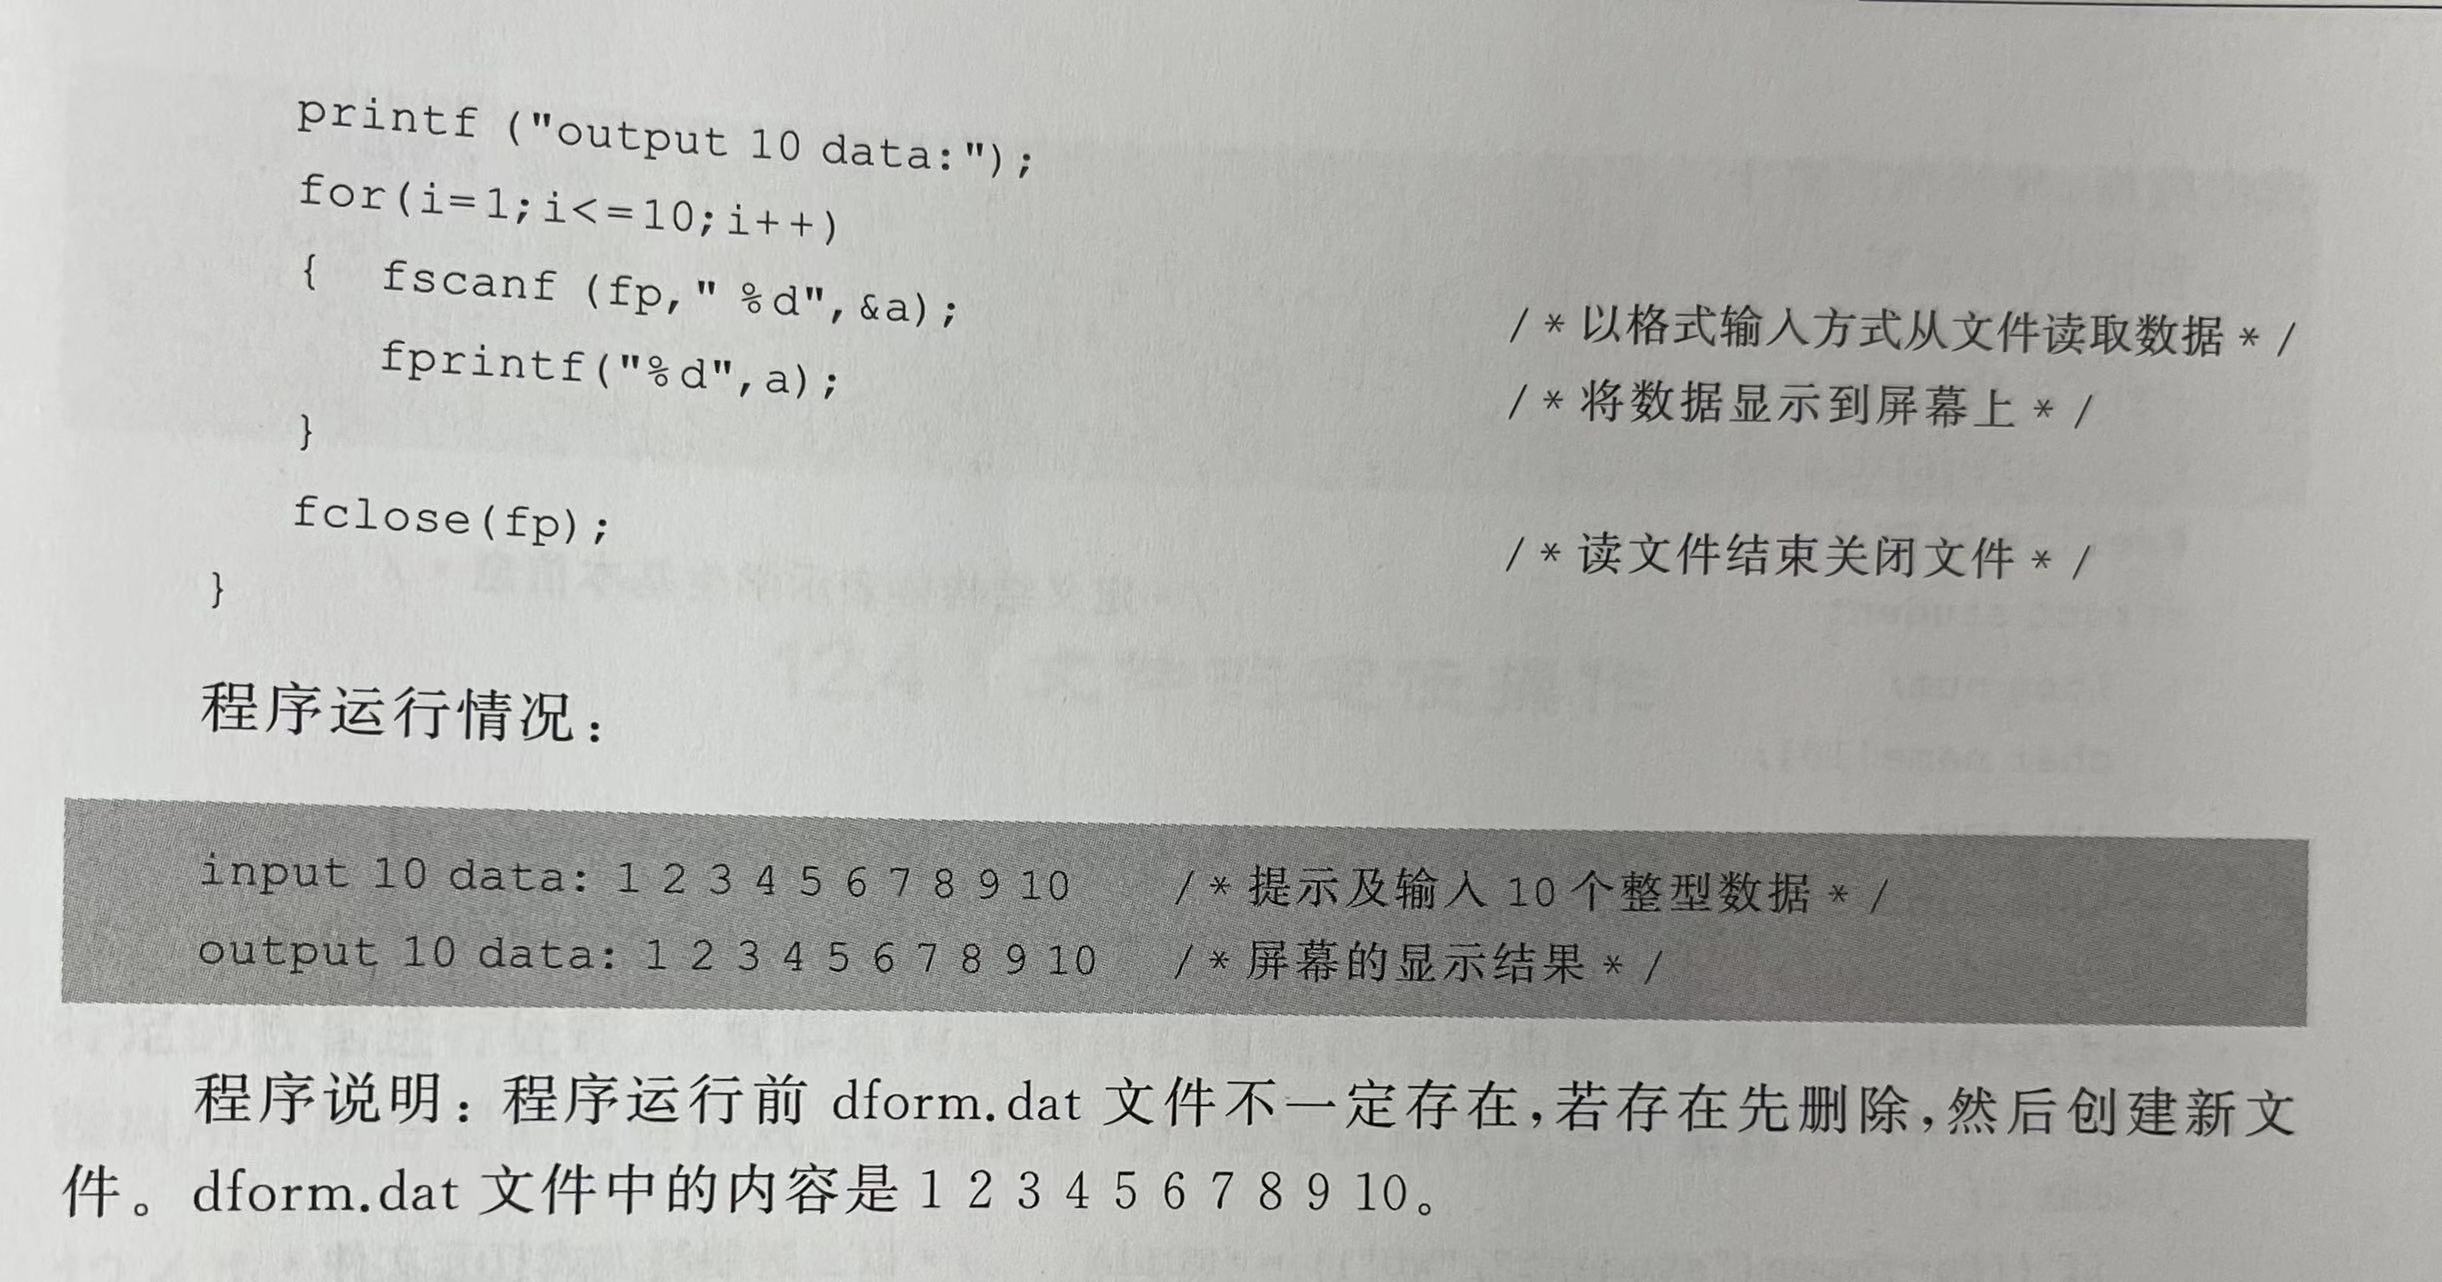 printf ("output 10 data:");
for(i=1;i<=10;i++)
{ fscanf (fp," %d",&a); /*以格式输入方式从文件读取数据*/
fprintf("%d",a); /*将数据显示到屏幕上*/
}
fclose(fp); /*读文件结束关闭文件*/
}
程序运行情况：
input 10 data: 1 2 3 4 5 6 7 8 9 10 /*提示及输入10个整型数据*/
output 10 data: 1 2 3 4 5 6 7 8 9 10 /*屏幕的显示结果*/
程序说明：程序运行前 dform.dat 文件不一定存在，若存在先删除，然后创建新文
件。dform.dat 文件中的内容是 1 2 3 4 5 6 7 8 9 10。